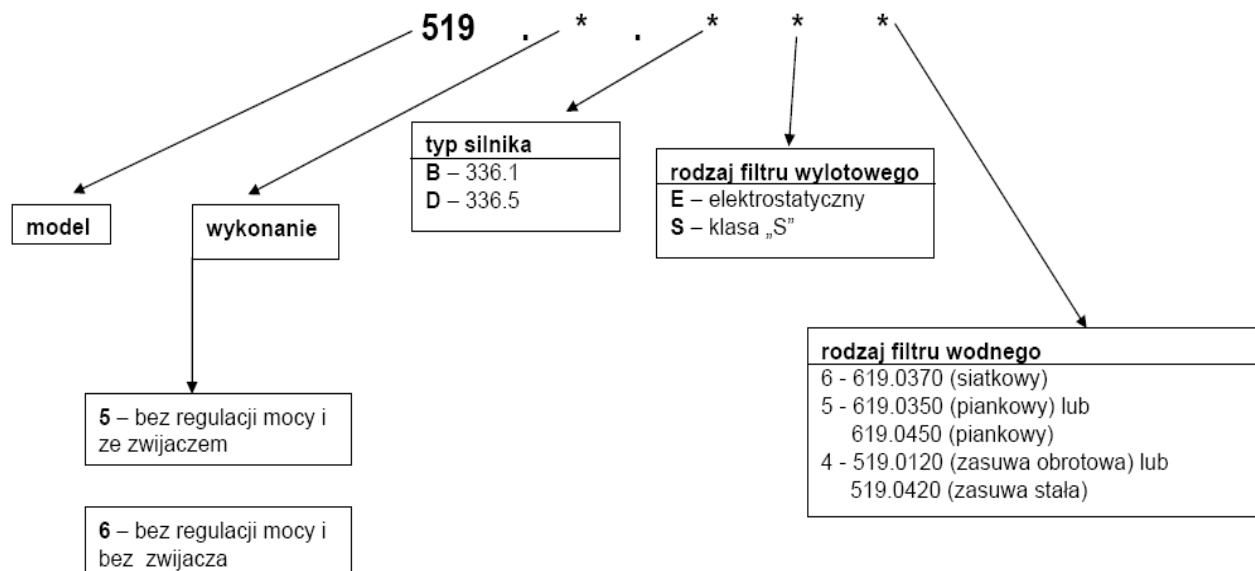 519 . * . * * *
typ silnika
B – 336.1
D – 336.5
rodzaj filtru wylotowego
E – elektrostatyczny
S – klasa „S”
model
wykonanie
rodzaj filtru wodnego
6 - 619.0370 (siatkowy)
5 - 619.0350 (piankowy) lub
619.0450 (piankowy)
4 - 519.0120 (zasuwa obrotowa) lub
519.0420 (zasuwa stała)
5 – bez regulacji mocy i
ze zwijaczem
6 – bez regulacji mocy i
bez zwijacza